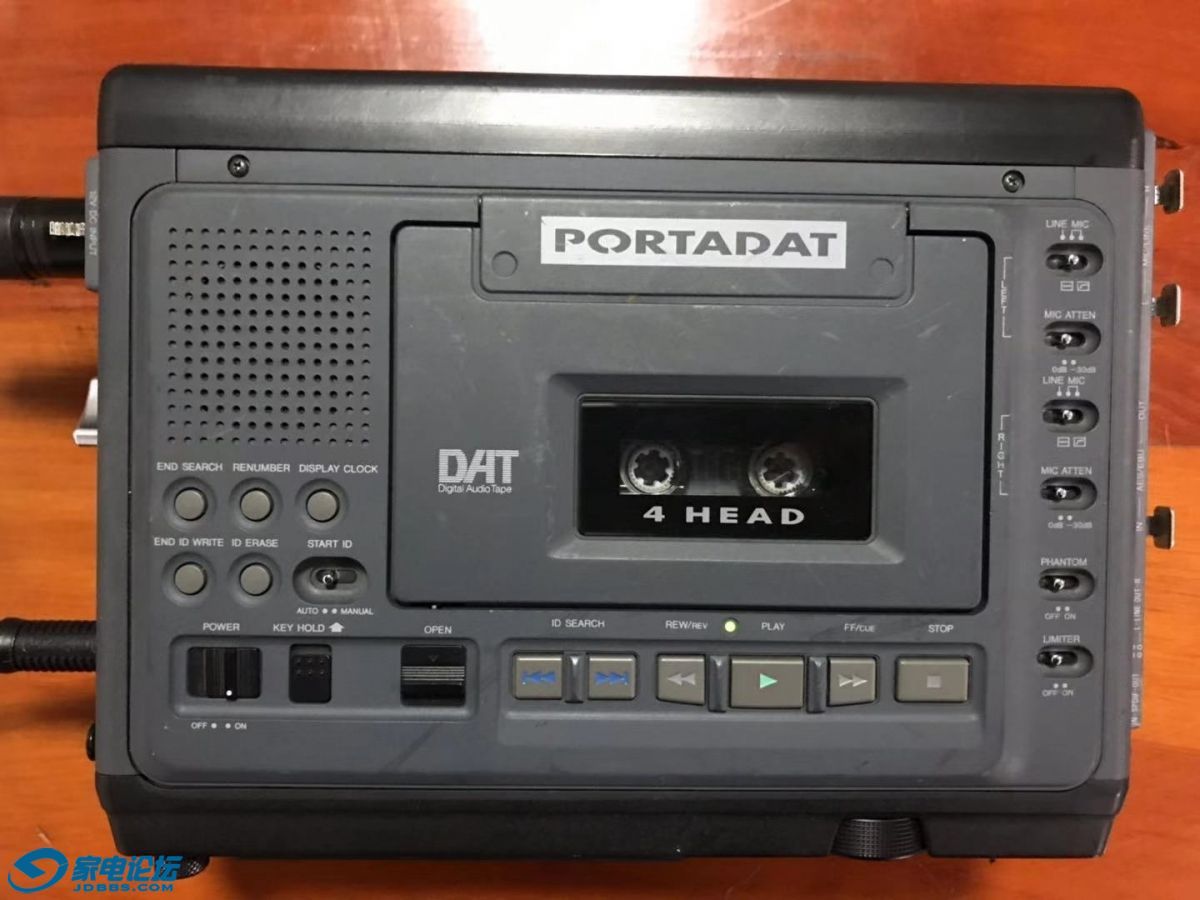 PORTADAT
12V DC INPUT
LINE MIC
LEFT
MIC ATTEN
0dB -30dB
LINE MIC
RIGHT
MIC ATTEN
0dB -30dB
DAT
Digital Audio Tape
4 HEAD
END SEARCH RENUMBER DISPLAY CLOCK
END ID WRITE ID ERASE START ID
AUTO MANUAL
PHANTOM
OFF ON
LIMITER
OFF ON
POWER KEY HOLD OPEN ID SEARCH REW/REV PLAY FF/CUE STOP
OFF ON
家电论坛
JDBBS.COM